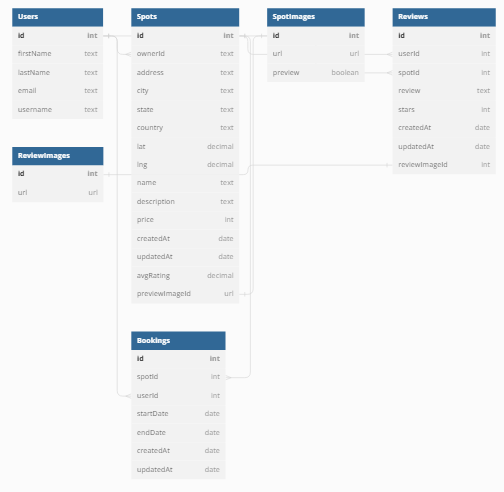 Users
id int
firstName text
lastName text
email text
username text
ReviewImages
id int
url url
Spots
id int
ownerId text
address text
city text
state text
country text
lat decimal
lng decimal
name text
description text
price int
createdAt date
updatedAt date
avgRating decimal
previewImageId url
Bookings
id int
spotId int
userId int
startDate date
endDate date
createdAt date
updatedAt date
SpotImages
id int
url url
preview boolean
Reviews
id int
userId int
spotId int
review text
stars int
createdAt date
updatedAt date
reviewImageId int